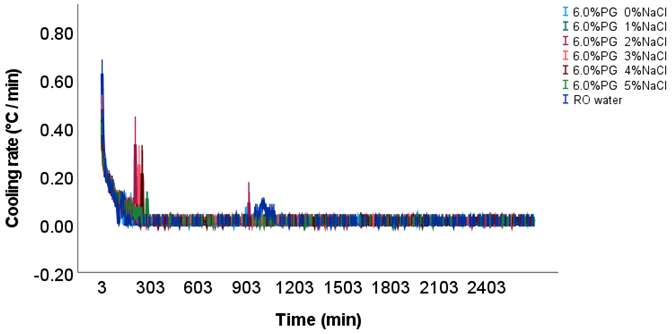 I 6.0%PG 0%NaCl
I 6.0%PG 1%NaCl
I 6.0%PG 2%NaCl
I 6.0%PG 3%NaCl
I 6.0%PG 4%NaCl
I 6.0%PG 5%NaCl
I RO water
Cooling rate (°C / min)
0.80
0.60
0.40
0.20
0.00
-0.20
3 303 603 903 1203 1503 1803 2103 2403
Time (min)